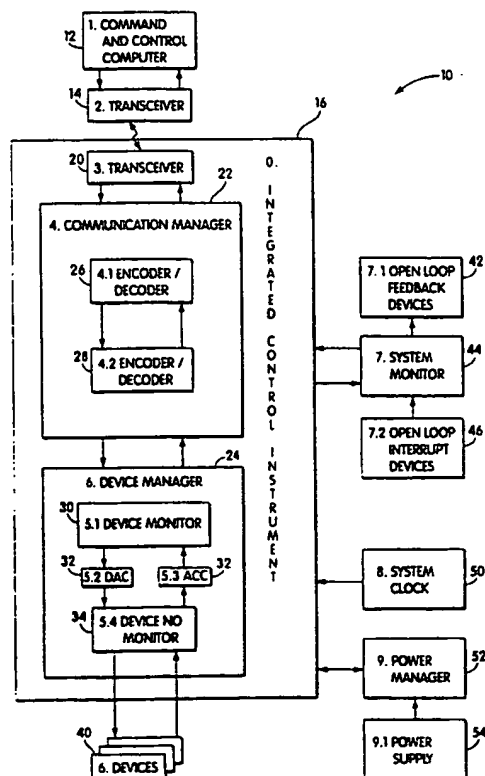 12
1. COMMAND
AND CONTROL
COMPUTER
10
14
2. TRANSCEIVER
16
20
3. TRANSCEIVER
22
4. COMMUNICATION MANAGER
26
4.1 ENCODER /
DECODER
28
4.2 ENCODER /
DECODER
0. INTEGRATED CONTROL INSTRUMENT
7.1 OPEN LOOP
FEEDBACK
DEVICES
42
7. SYSTEM
MONITOR
44
7.2 OPEN LOOP
INTERRUPT
DEVICES
46
24
6. DEVICE MANAGER
30
5.1 DEVICE MONITOR
32
5.2 DAC
5.3 ACC
32
34
5.4 DEVICE NO
MONITOR
8. SYSTEM
CLOCK
50
9. POWER
MANAGER
52
9.1 POWER
SUPPLY
54
40
6. DEVICES